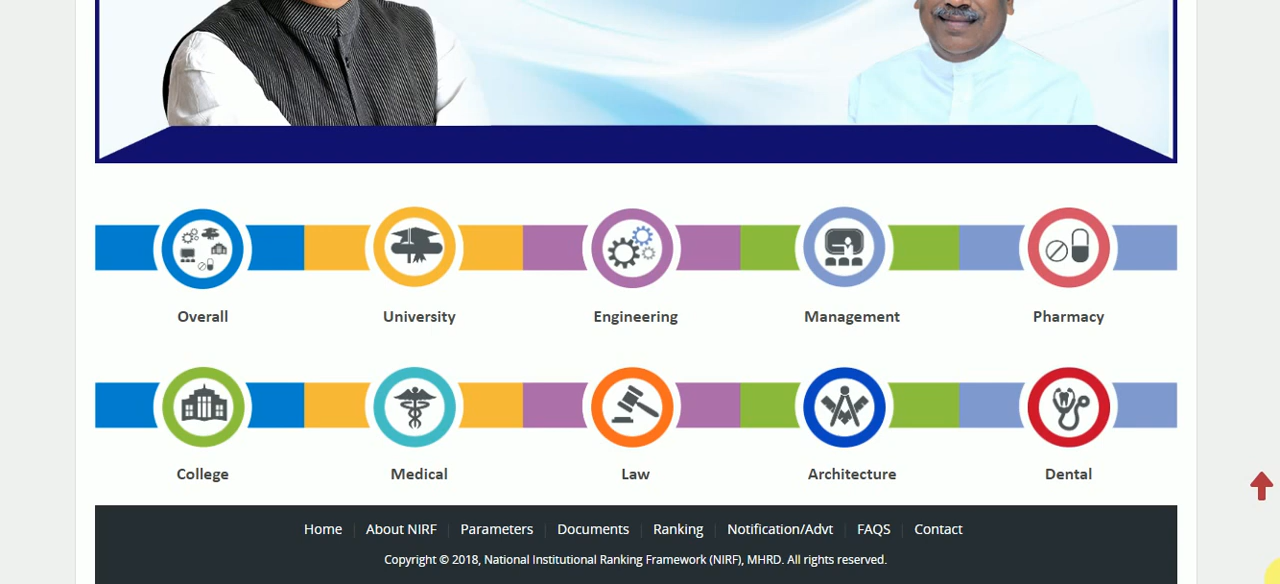 Overall University Engineering Management Pharmacy
College Medical Law Architecture Dental
Home About NIRF Parameters Documents Ranking Notification/Advt FAQS Contact
Copyright © 2018, National Institutional Ranking Framework (NIRF), MHRD. All rights reserved.